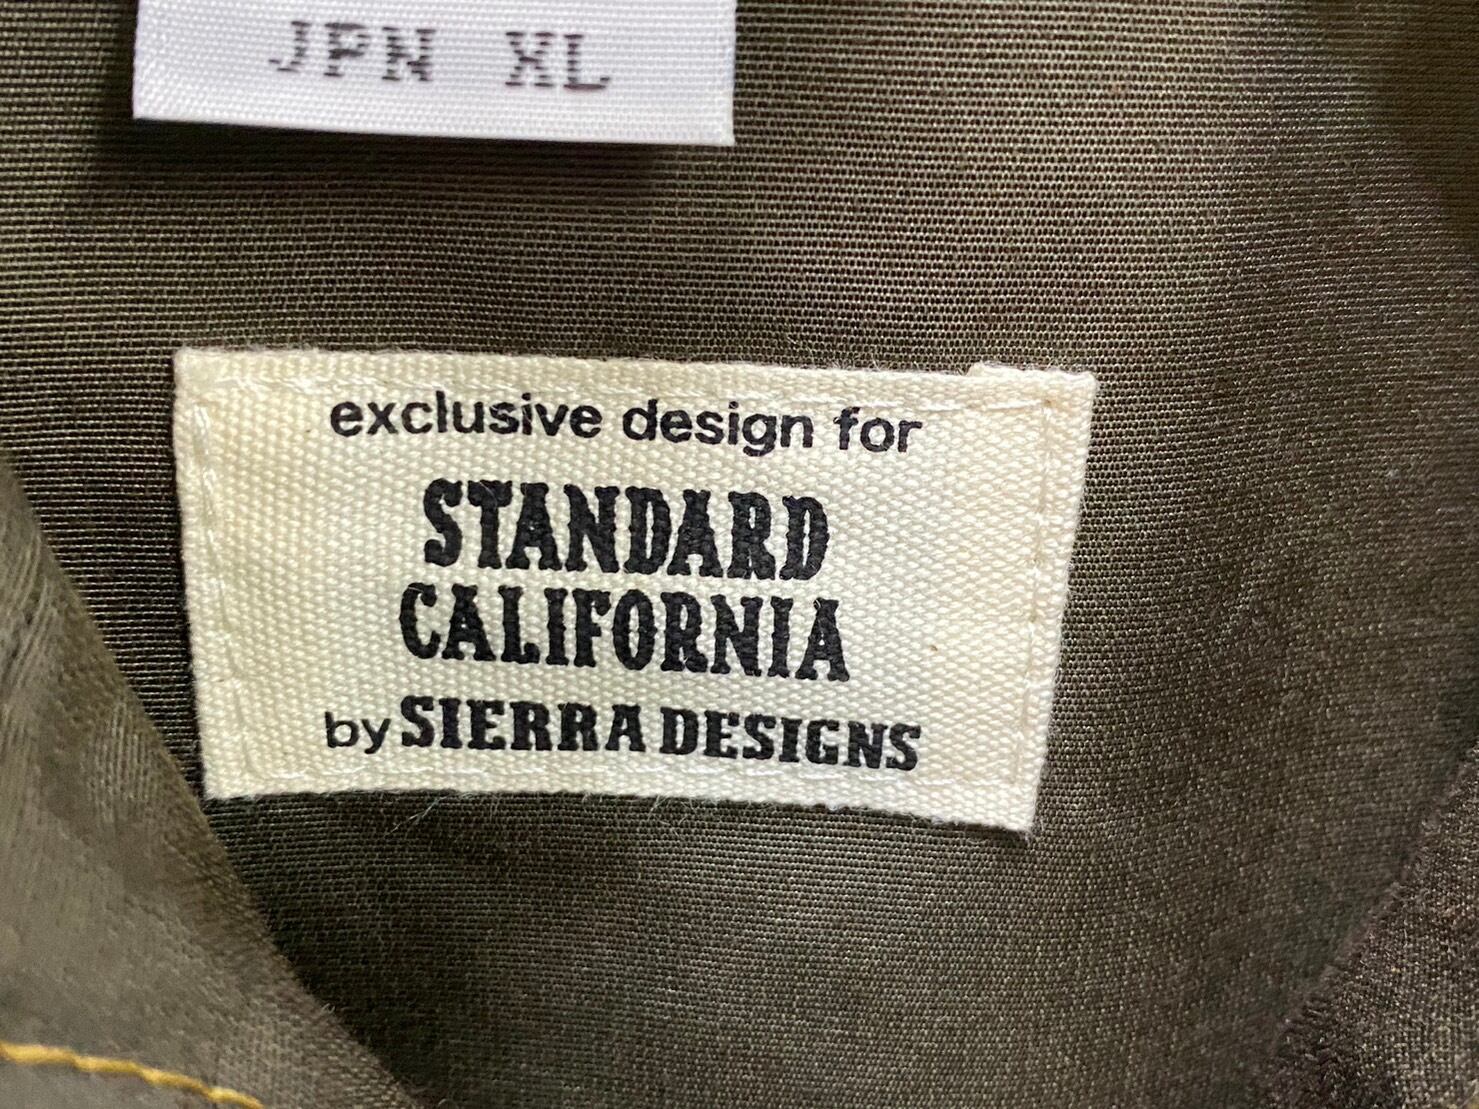 JPN XL
exclusive design for
STANDARD
CALIFORNIA
by SIERRA DESIGNS